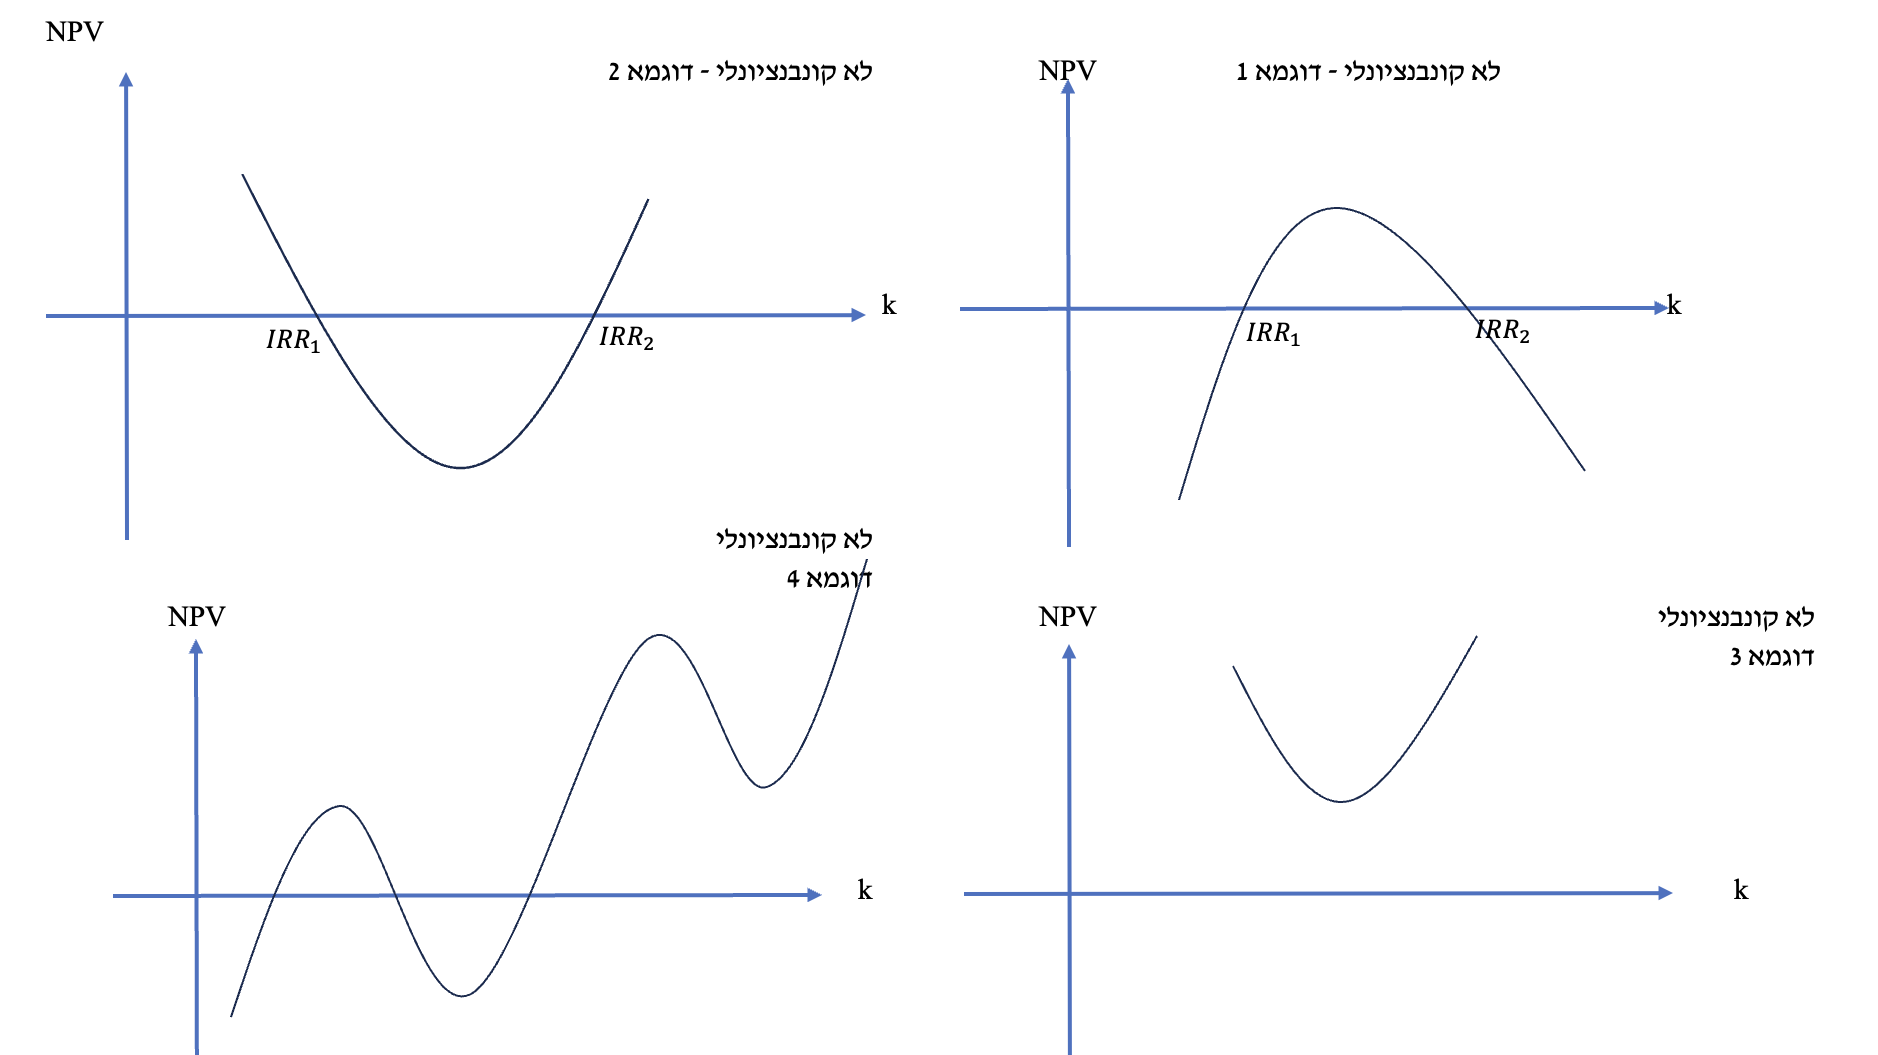 לא קונבנציונלי - דוגמא 1
NPV
k
IRR₁
IRR₂
לא קונבנציונלי - דוגמא 2
NPV
k
IRR₁
IRR₂
לא קונבנציונלי
דוגמא 3
NPV
k
לא קונבנציונלי
דוגמא 4
NPV
k